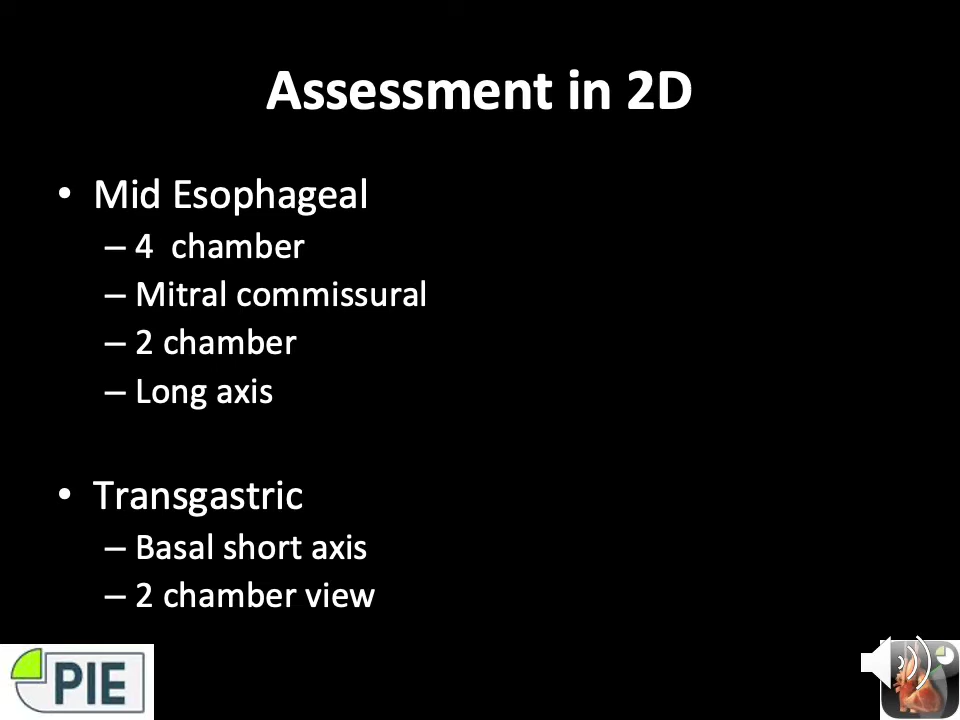 Assessment in 2D
• Mid Esophageal
– 4 chamber
– Mitral commissural
– 2 chamber
– Long axis
• Transgastric
– Basal short axis
– 2 chamber view
PIE